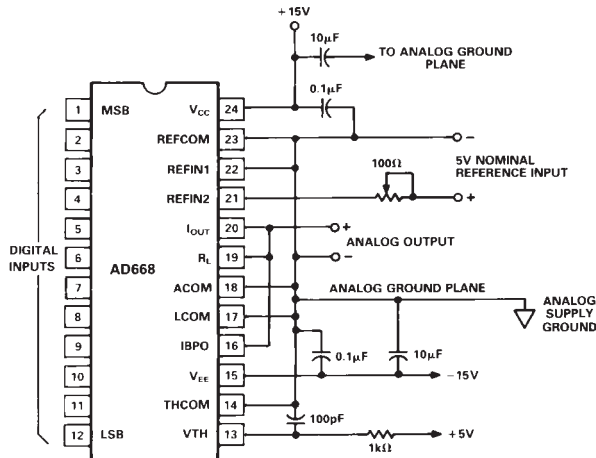 +15V
10μF
TO ANALOG GROUND
PLANE
0.1μF
1 MSB VCC 24
2 REFCOM 23
−
3 REFIN1 22
100Ω
5V NOMINAL
REFERENCE INPUT
4 REFIN2 21
+
5 IOUT 20
+
ANALOG OUTPUT
DIGITAL
INPUTS
6 RL 19
−
AD668
7 ACOM 18
ANALOG GROUND PLANE
ANALOG
SUPPLY
GROUND
8 LCOM 17
9 IBPO 16
0.1μF
10μF
10 VEE 15
−15V
11 THCOM 14
100pF
12 LSB VTH 13
1kΩ
+5V